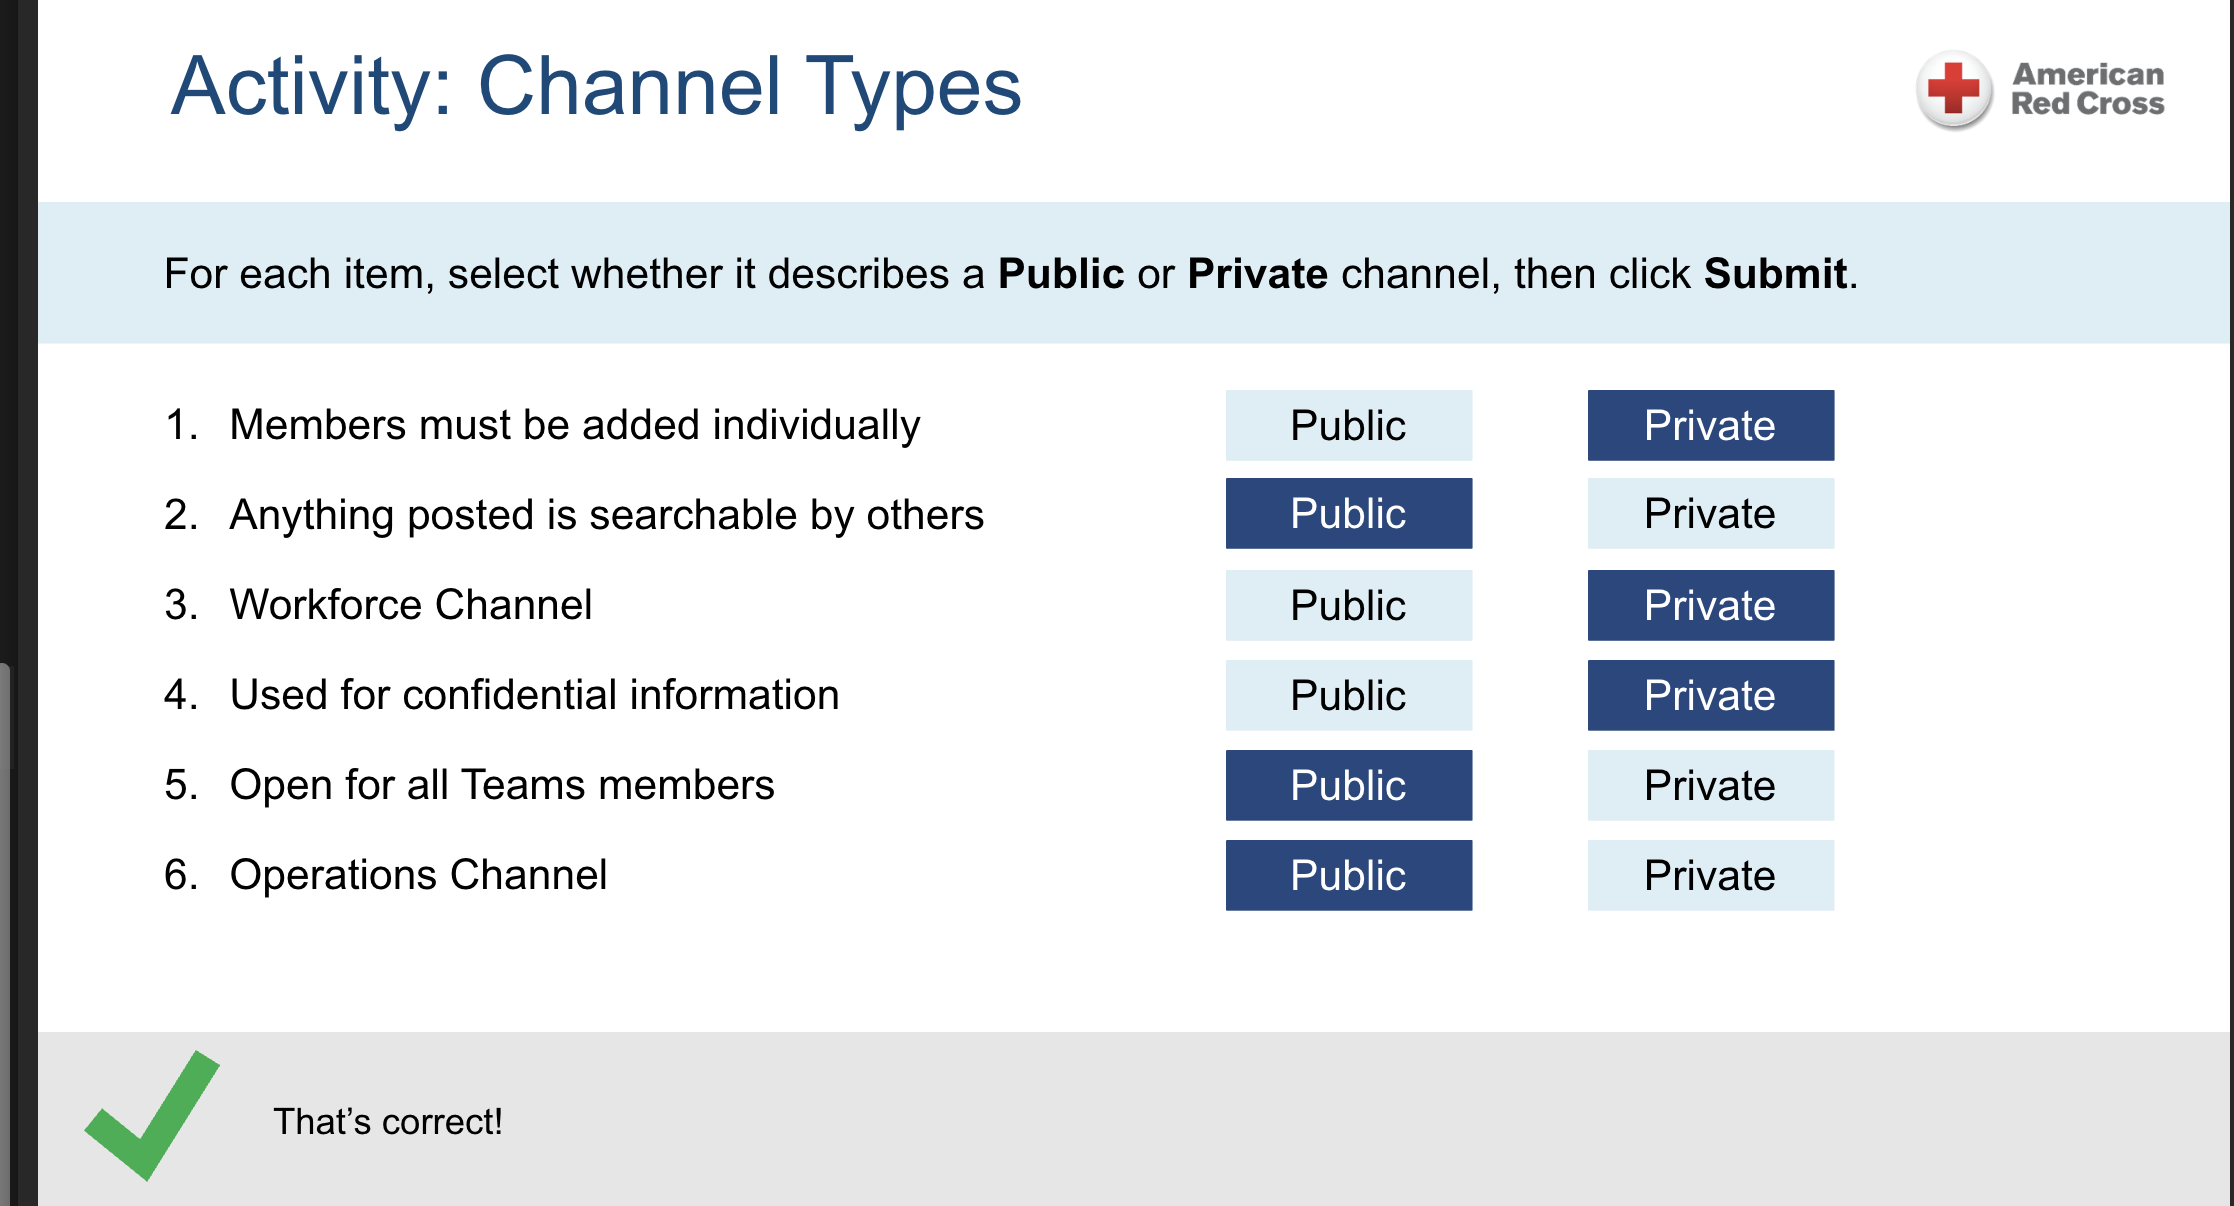 Activity: Channel Types
American
Red Cross
For each item, select whether it describes a Public or Private channel, then click Submit.
1. Members must be added individually Public Private
2. Anything posted is searchable by others Public Private
3. Workforce Channel Public Private
4. Used for confidential information Public Private
5. Open for all Teams members Public Private
6. Operations Channel Public Private
That’s correct!